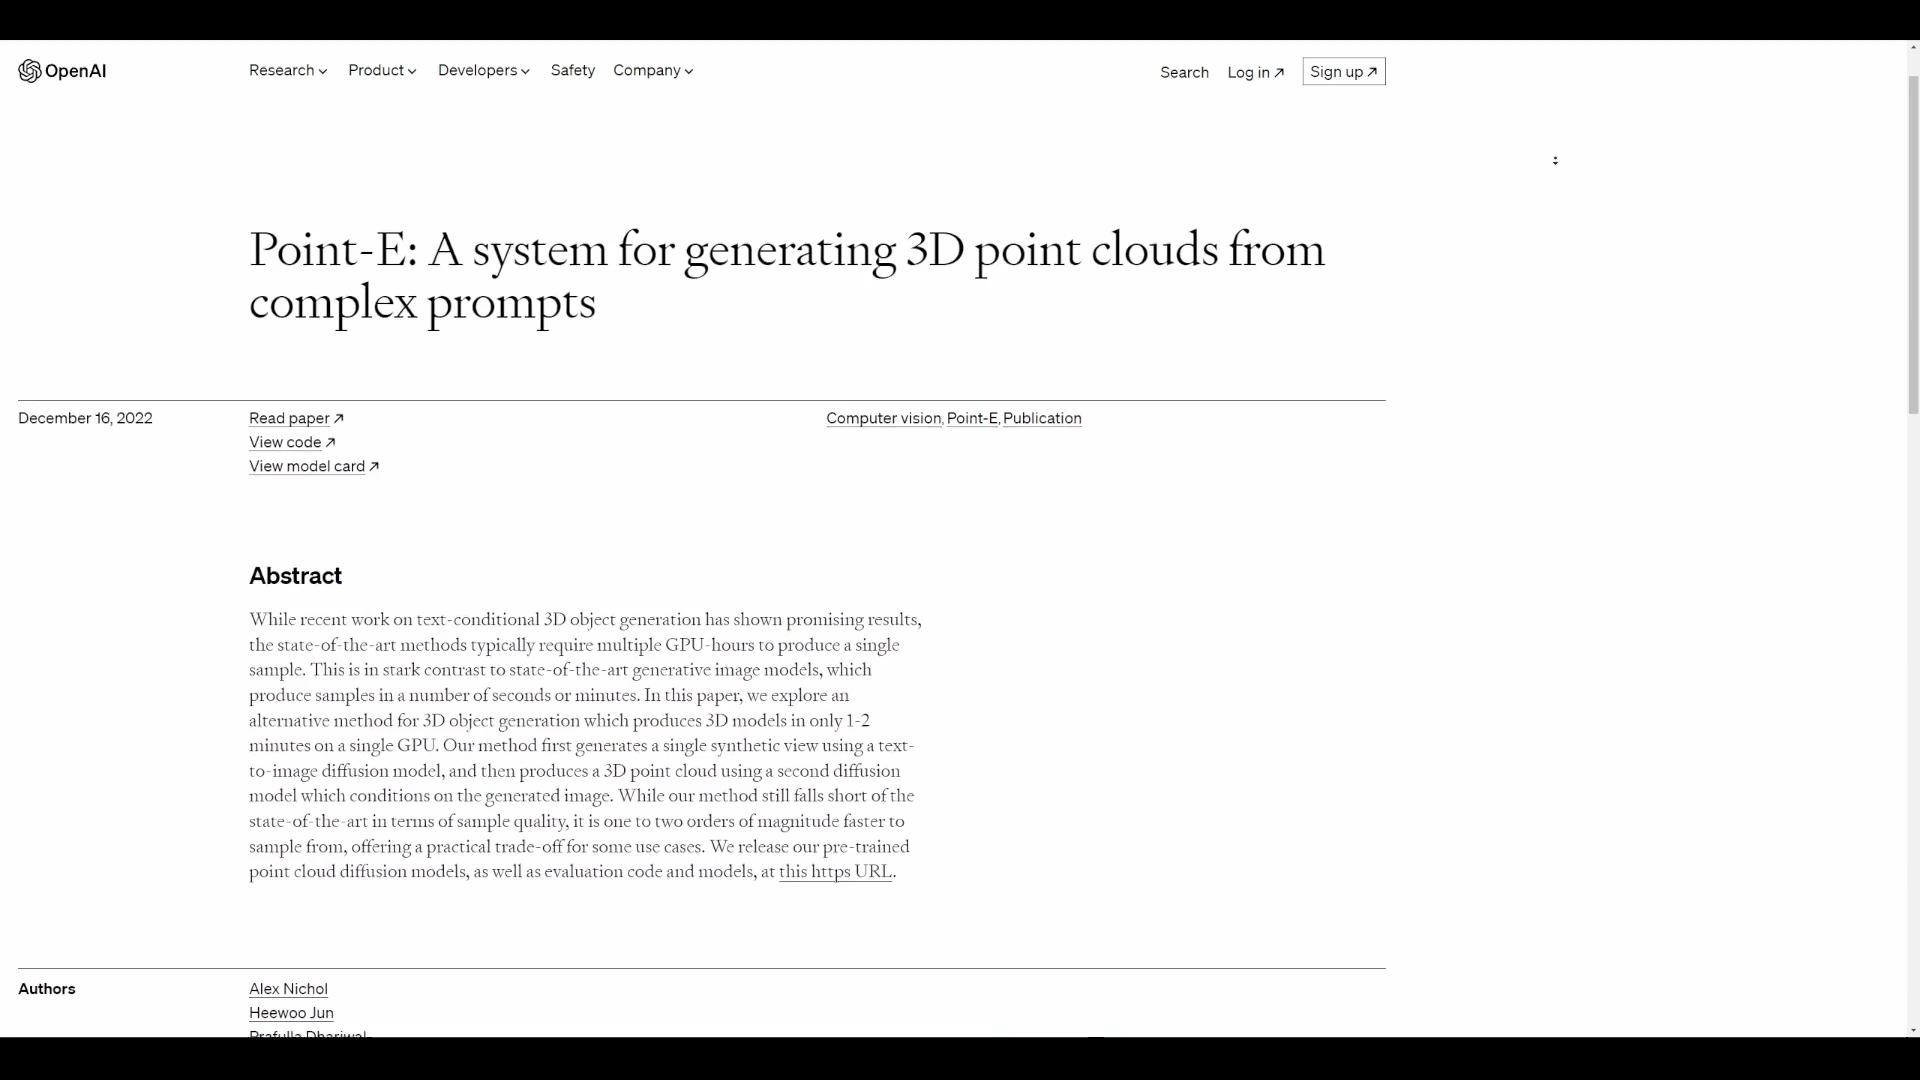 OpenAI Research Product Developers Safety Company Search Log in ↗ Sign up ↗
Point-E: A system for generating 3D point clouds from
complex prompts
December 16, 2022
Read paper ↗
View code ↗
View model card ↗
Computer vision, Point-E, Publication
Abstract
While recent work on text-conditional 3D object generation has shown promising results,
the state-of-the-art methods typically require multiple GPU-hours to produce a single
sample. This is in stark contrast to state-of-the-art generative image models, which
produce samples in a number of seconds or minutes. In this paper, we explore an
alternative method for 3D object generation which produces 3D models in only 1-2
minutes on a single GPU. Our method first generates a single synthetic view using a text-
to-image diffusion model, and then produces a 3D point cloud using a second diffusion
model which conditions on the generated image. While our method still falls short of the
state-of-the-art in terms of sample quality, it is one to two orders of magnitude faster to
sample from, offering a practical trade-off for some use cases. We release our pre-trained
point cloud diffusion models, as well as evaluation code and models, at this https URL.
Authors
Alex Nichol
Heewoo Jun
Prafulla Dhariwal